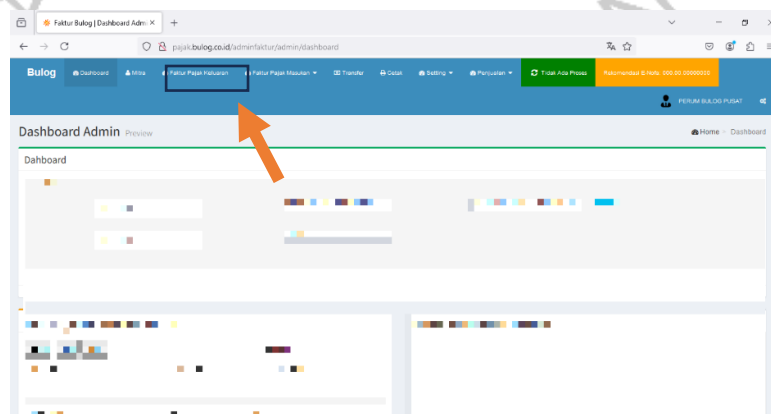 Faktur Bulog | Dashboard Adm
pajak.bulog.co.id/adminfaktur/admin/dashboard
Bulog Dashboard Mitra Faktur Pajak Keluaran Faktur Pajak Masukan Transfer Cetak Setting Penjualan Tidak Ada Proses Rekomendasi E-Nofa: 000.00.00000000
PERUM BULOG PUSAT
Dashboard Admin Preview
Home Dashboard
Dahboard